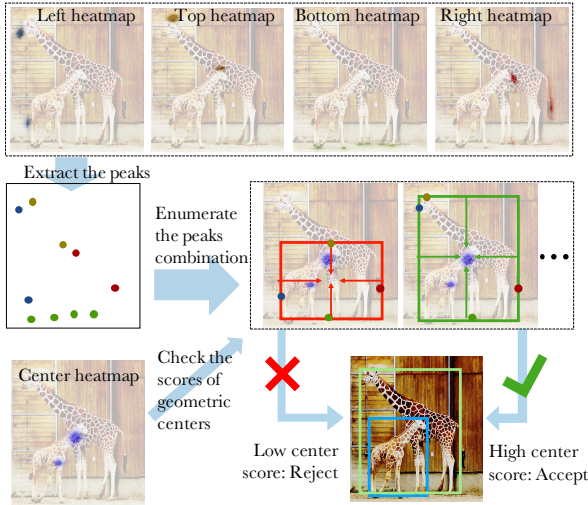 Left heatmap
Top heatmap
Bottom heatmap
Right heatmap
Extract the peaks
Enumerate
the peaks
combination
Center heatmap
Check the
scores of
geometric
centers
Low center
score: Reject
High center
score: Accept